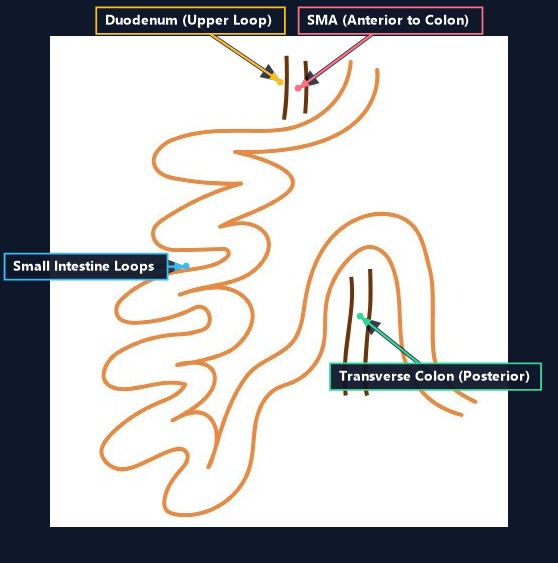 Duodenum (Upper Loop)
SMA (Anterior to Colon)
Small Intestine Loops
Transverse Colon (Posterior)